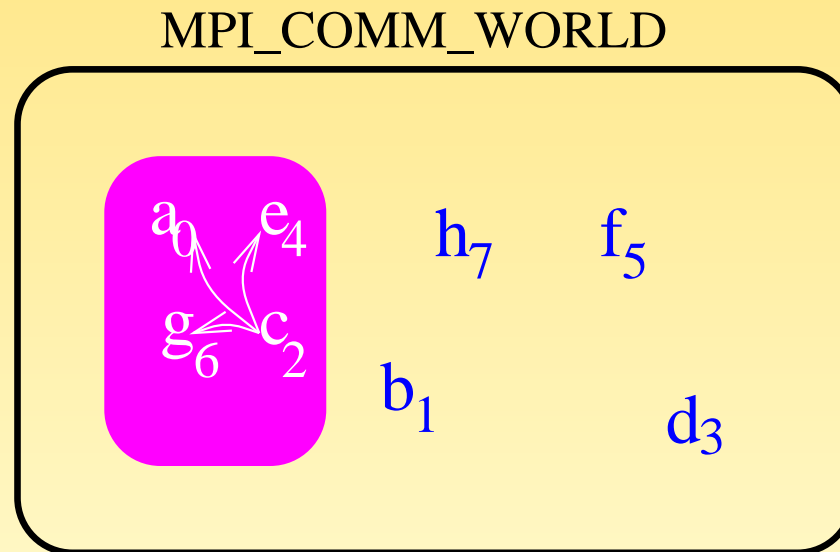 MPI_COMM_WORLD
a₀ e₄ h₇ f₅
g₆ c₂
b₁ d₃